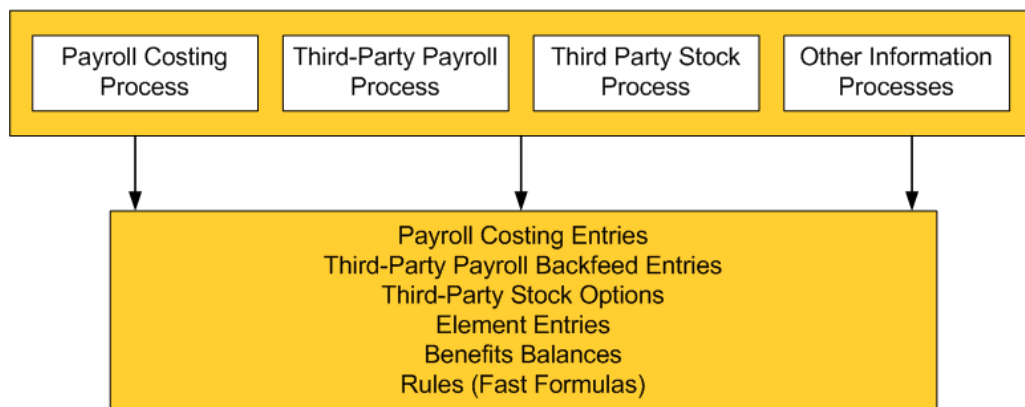 Payroll Costing
Process
Third-Party Payroll
Process
Third Party Stock
Process
Other Information
Processes
Payroll Costing Entries
Third-Party Payroll Backfeed Entries
Third-Party Stock Options
Element Entries
Benefits Balances
Rules (Fast Formulas)